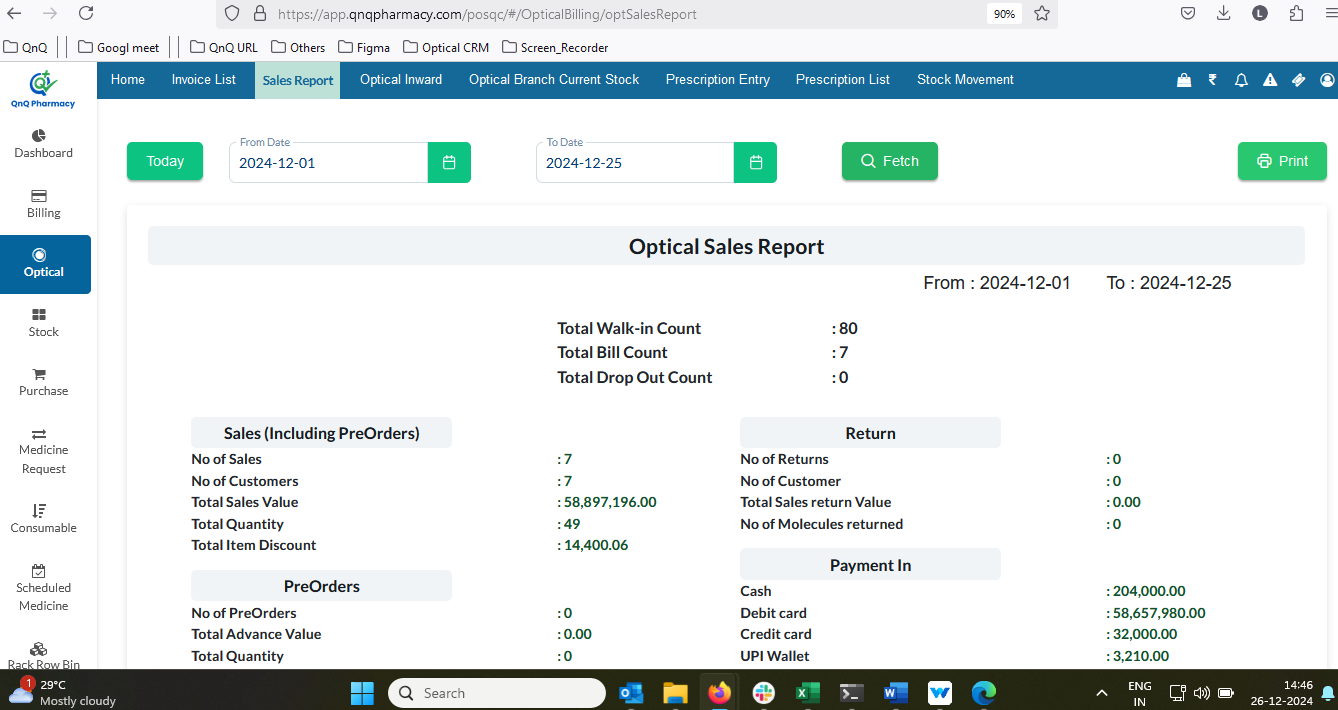 https://app.qnqpharmacy.com/posqc/#/OpticalBilling/optSalesReport
90%
L
QnQ
Googl meet
QnQ URL
Others
Figma
Optical CRM
Screen_Recorder
QnQ Pharmacy
Home
Invoice List
Sales Report
Optical Inward
Optical Branch Current Stock
Prescription Entry
Prescription List
Stock Movement
Dashboard
Billing
Optical
Stock
Purchase
Medicine
Request
Consumable
Scheduled
Medicine
Rack Row Bin
Today
From Date
2024-12-01
To Date
2024-12-25
Fetch
Print
Optical Sales Report
From : 2024-12-01 To : 2024-12-25
Total Walk-in Count : 80
Total Bill Count : 7
Total Drop Out Count : 0
Sales (Including PreOrders)
No of Sales : 7
No of Customers : 7
Total Sales Value : 58,897,196.00
Total Quantity : 49
Total Item Discount : 14,400.06
PreOrders
No of PreOrders : 0
Total Advance Value : 0.00
Total Quantity : 0
Return
No of Returns : 0
No of Customer : 0
Total Sales return Value : 0.00
No of Molecules returned : 0
Payment In
Cash : 204,000.00
Debit card : 58,657,980.00
Credit card : 32,000.00
UPI Wallet : 3,210.00
1
29°C
Mostly cloudy
Search
ENG
IN
14:46
26-12-2024